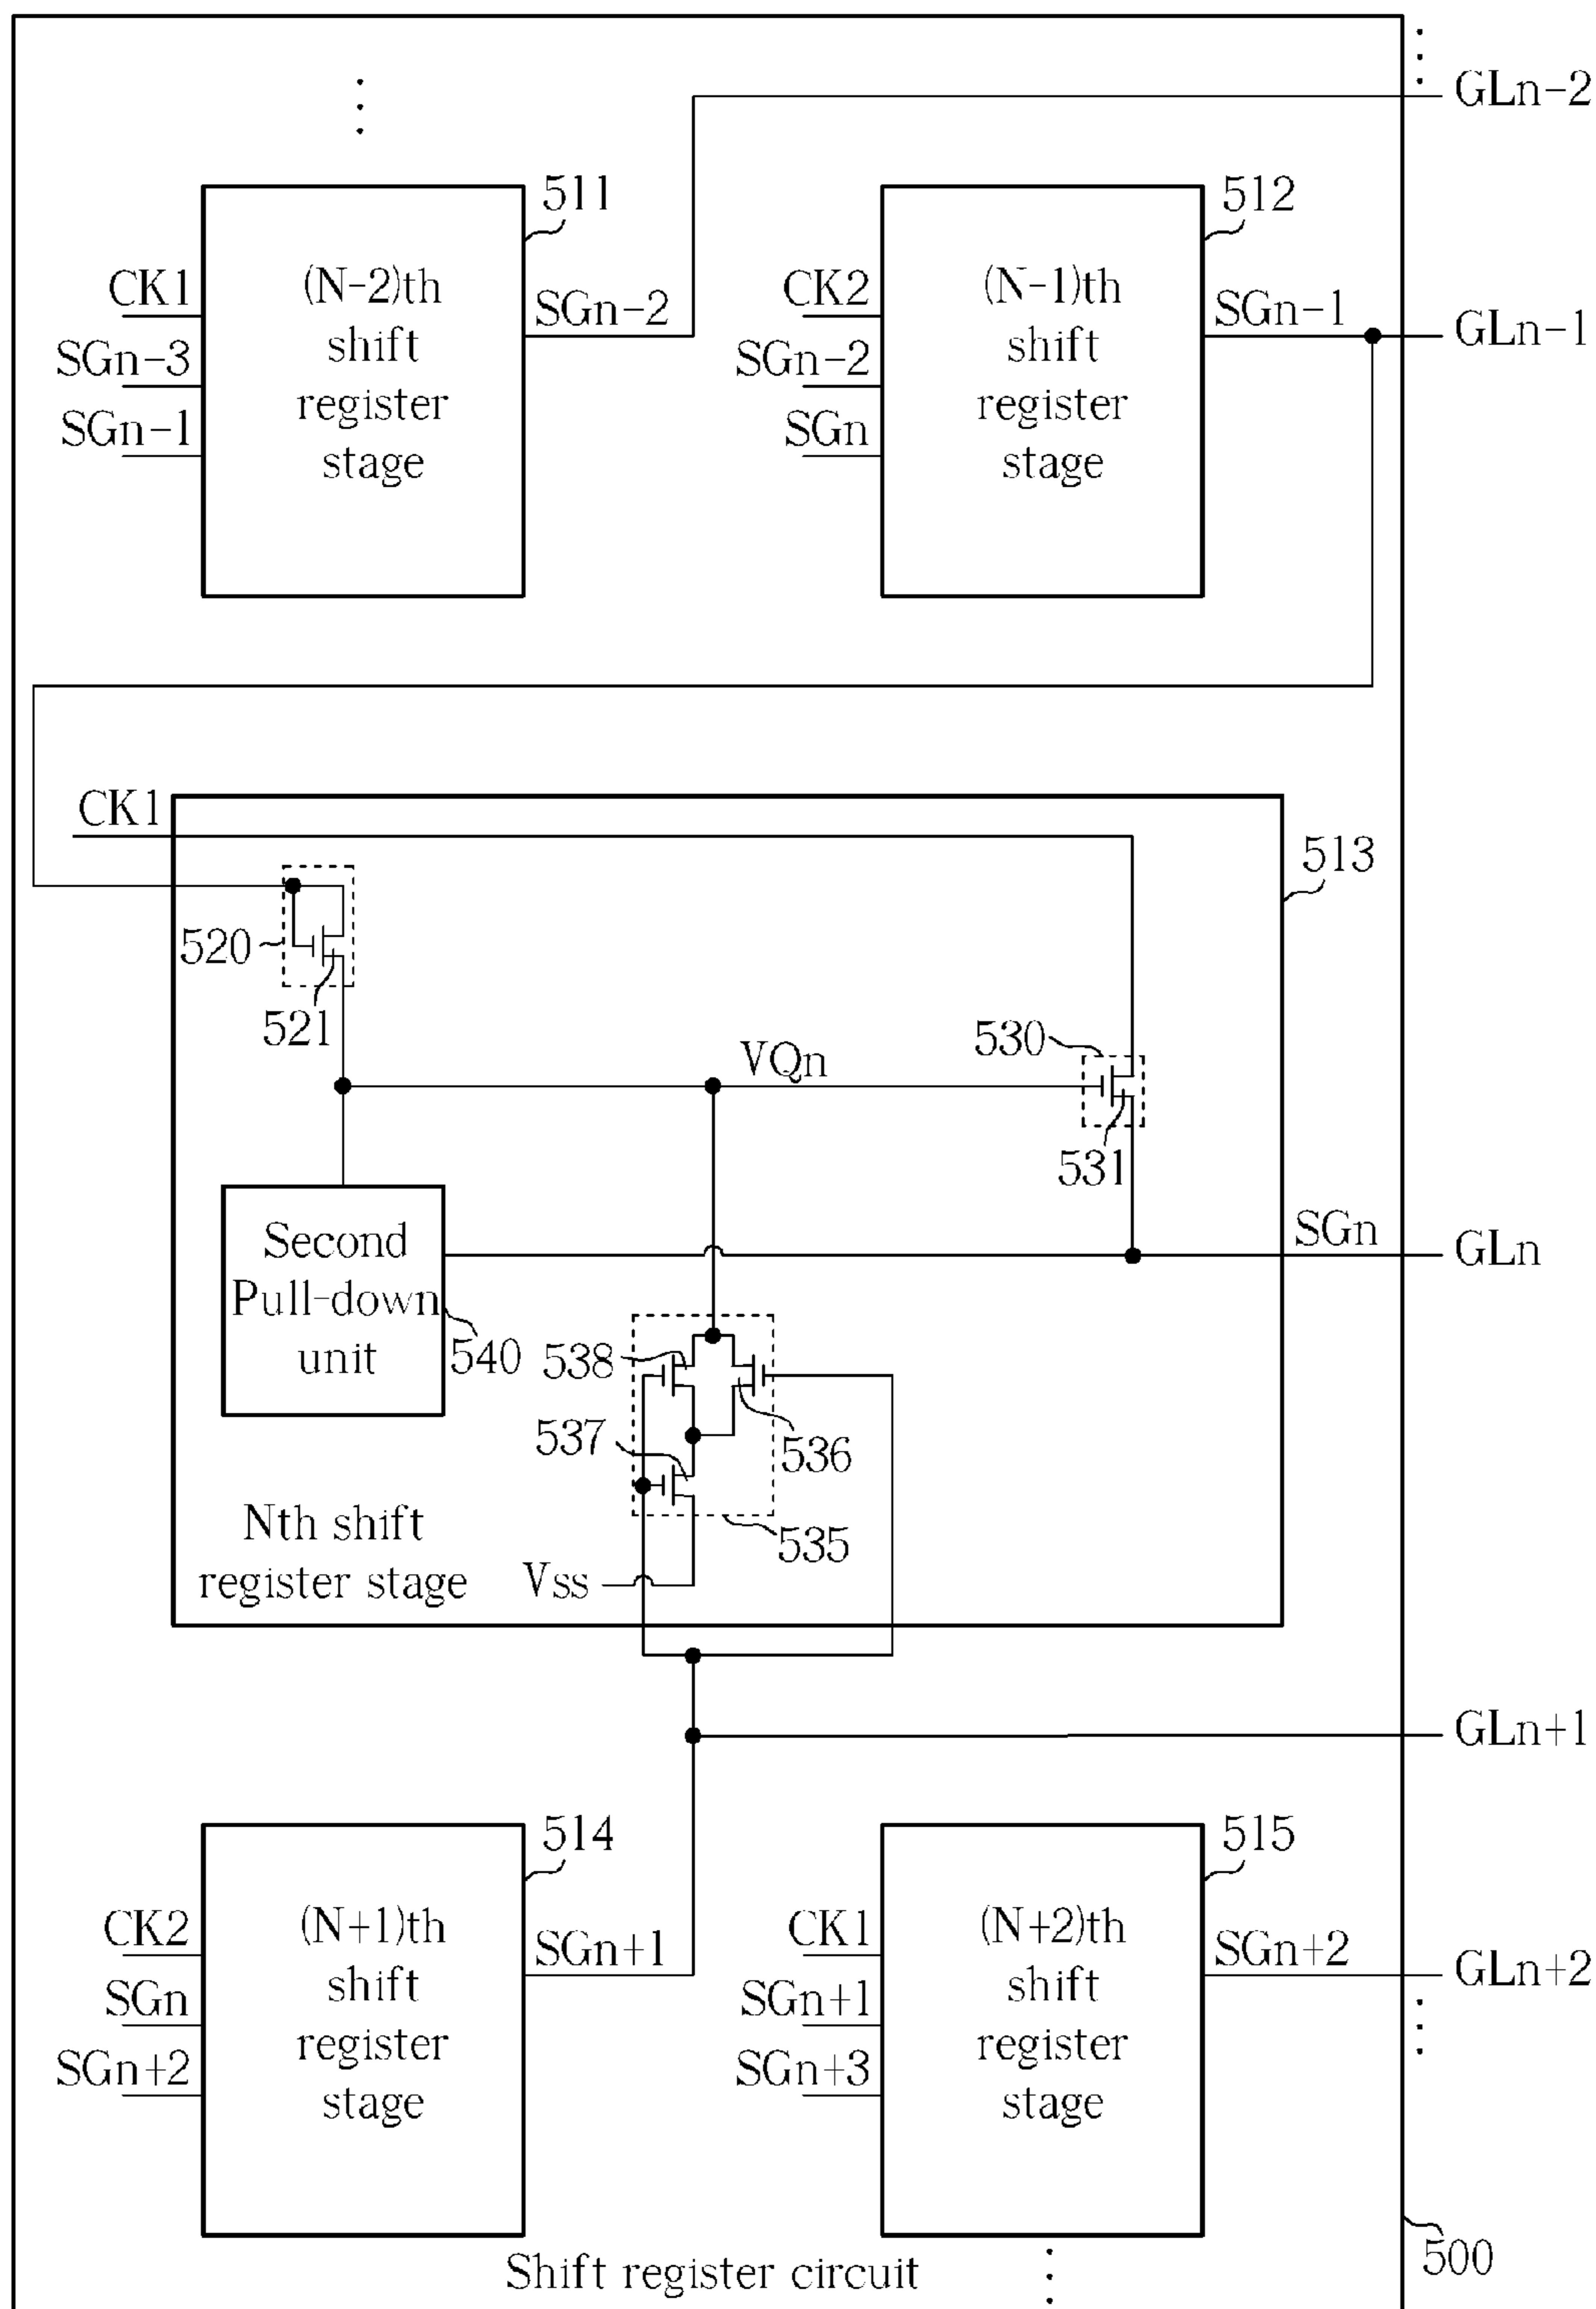 GLn-2
511
512
CK1
(N-2)th
shift
register
stage
SGn-2
CK2
(N-1)th
shift
register
stage
SGn-1
GLn-1
SGn-3
SGn-2
SGn-1
SGn
CK1
513
520
521
VQn
530
531
Second
Pull-down
unit
540
SGn
GLn
538
537
536
535
Nth shift
register stage
Vss
GLn+1
514
515
CK2
(N+1)th
shift
register
stage
SGn+1
CK1
(N+2)th
shift
register
stage
SGn+2
GLn+2
SGn
SGn+1
SGn+2
SGn+3
Shift register circuit
500